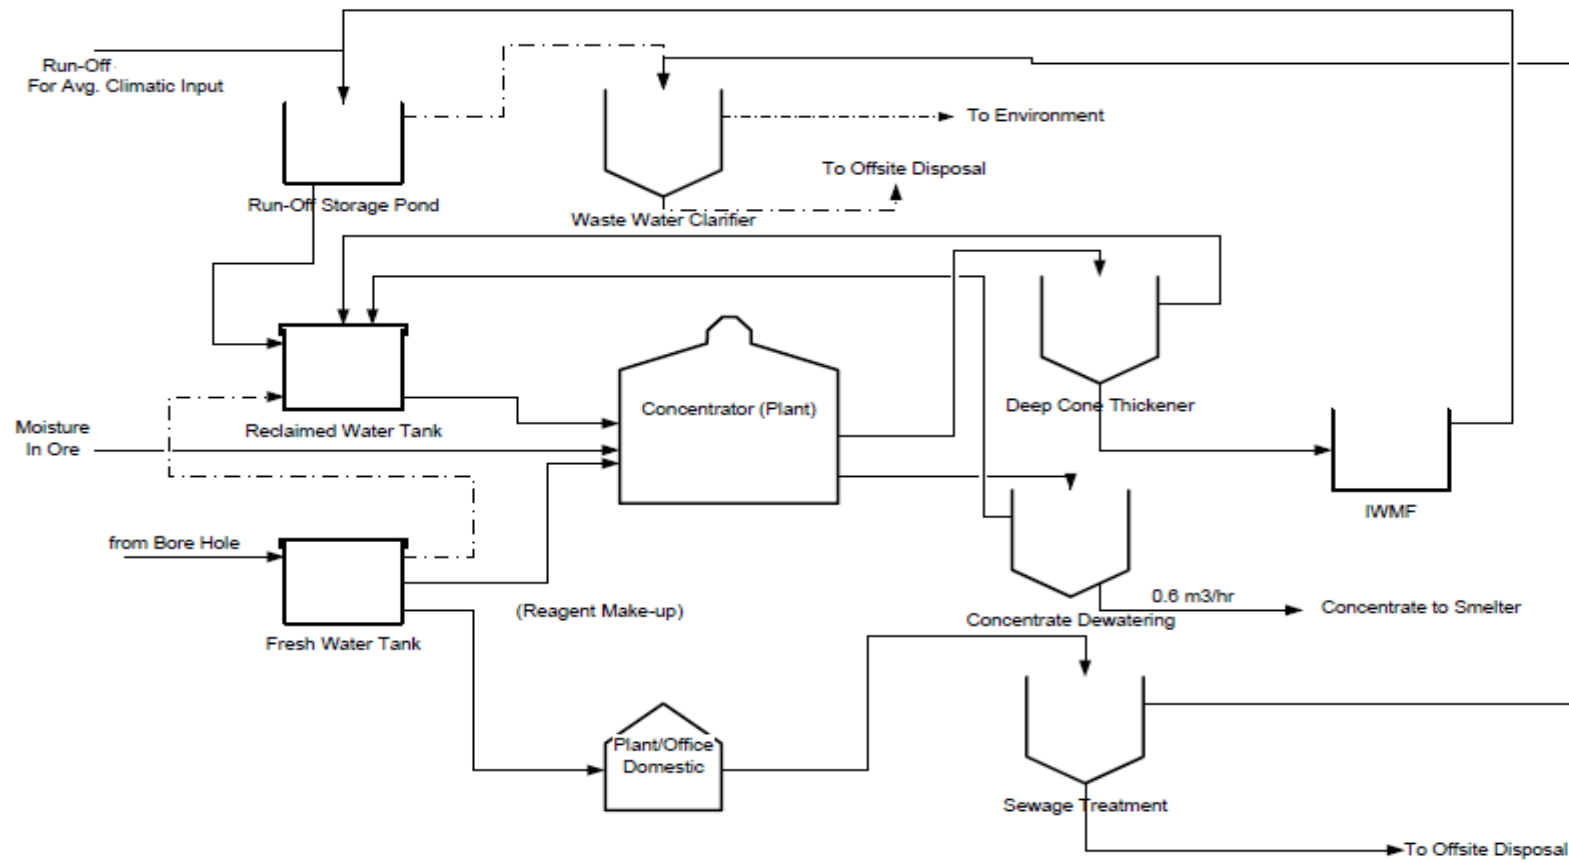 Run-Off
For Avg. Climatic Input
To Environment
To Offsite Disposal
Run-Off Storage Pond
Waste Water Clarifier
Concentrator (Plant)
Deep Cone Thickener
Moisture
In Ore
Reclaimed Water Tank
IWMF
from Bore Hole
0.6 m3/hr
(Reagent Make-up)
Concentrate to Smelter
Concentrate Dewatering
Fresh Water Tank
Plant/Office
Domestic
Sewage Treatment
To Offsite Disposal